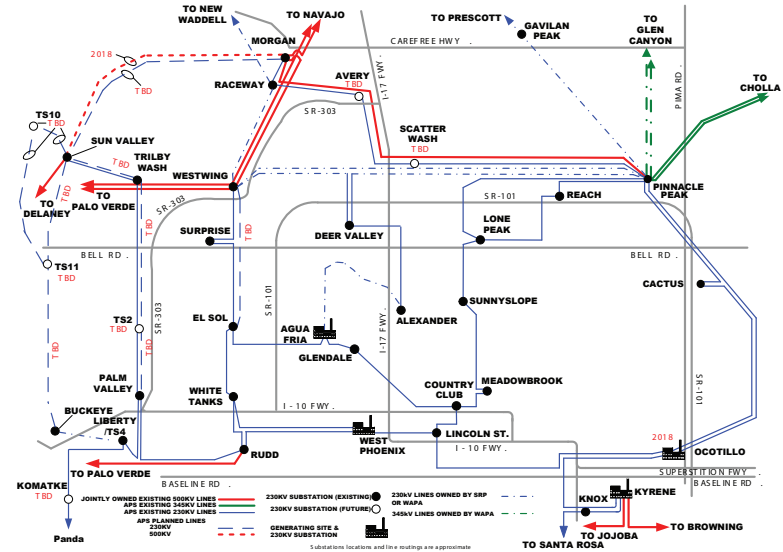 TO NEW
WADDELL
TO NAVAJO
TO PRESCOTT
GAVILAN
PEAK
TO
GLEN
CANYON
MORGAN
CAREFREE HWY .
2018
TBD
RACEWAY
AVERY
TBD
I-17 FWY.
PIMA RD .
TO
CHOLLA
SR-303
TS10
TBD
SCATTER
WASH
TBD
SUN VALLEY
TRILBY
WASH
TBD
WESTWING
PINNACLE
PEAK
TBD
TO
DELANEY
TO
PALO VERDE
SR-303
SR-101
REACH
LONE
PEAK
TBD
TBD
SURPRISE
DEER VALLEY
BELL RD .
BELL RD .
TS11
TBD
CACTUS
SR-303
SR-101
SUNNYSLOPE
TS2
TBD
EL SOL
AGUA
FRIA
I-17 FWY.
ALEXANDER
TBD
TBD
GLENDALE
SR-101
PALM
VALLEY
WHITE
TANKS
COUNTRY
CLUB
MEADOWBROOK
BUCKEYE
LIBERTY
/TS4
I - 10 FWY.
WEST
PHOENIX
LINCOLN ST.
2018
OCOTILLO
I - 10 FWY.
RUDD
TO PALO VERDE
SUPERSTITION FWY .
BASELINE RD .
BASELINE RD.
KOMATKE
TBD
KYRENE
KNOX
Panda
TO SANTA ROSA
TO JOJOBA
TO BROWNING
JOINTLY OWNED EXISTING 500KV LINES
APS EXISTING 345KV LINES
APS EXISTING 230KV LINES
APS PLANNED LINES
230KV
500KV
230KV SUBSTATION (EXISTING)
230KV SUBSTATION (FUTURE)
GENERATING SITE &
230KV SUBSTATION
230kV LINES OWNED BY SRP
OR WAPA
345kV LINES OWNED BY WAPA
Substations locations and line routings are approximate